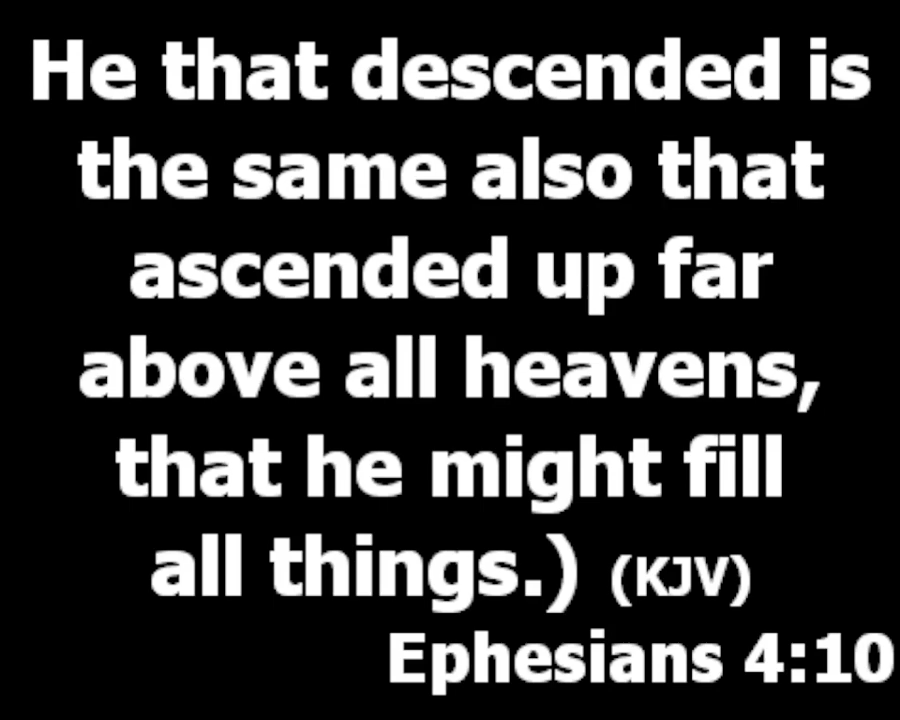 He that descended is
the same also that
ascended up far
above all heavens,
that he might fill
all things.) (KJV)
Ephesians 4:10